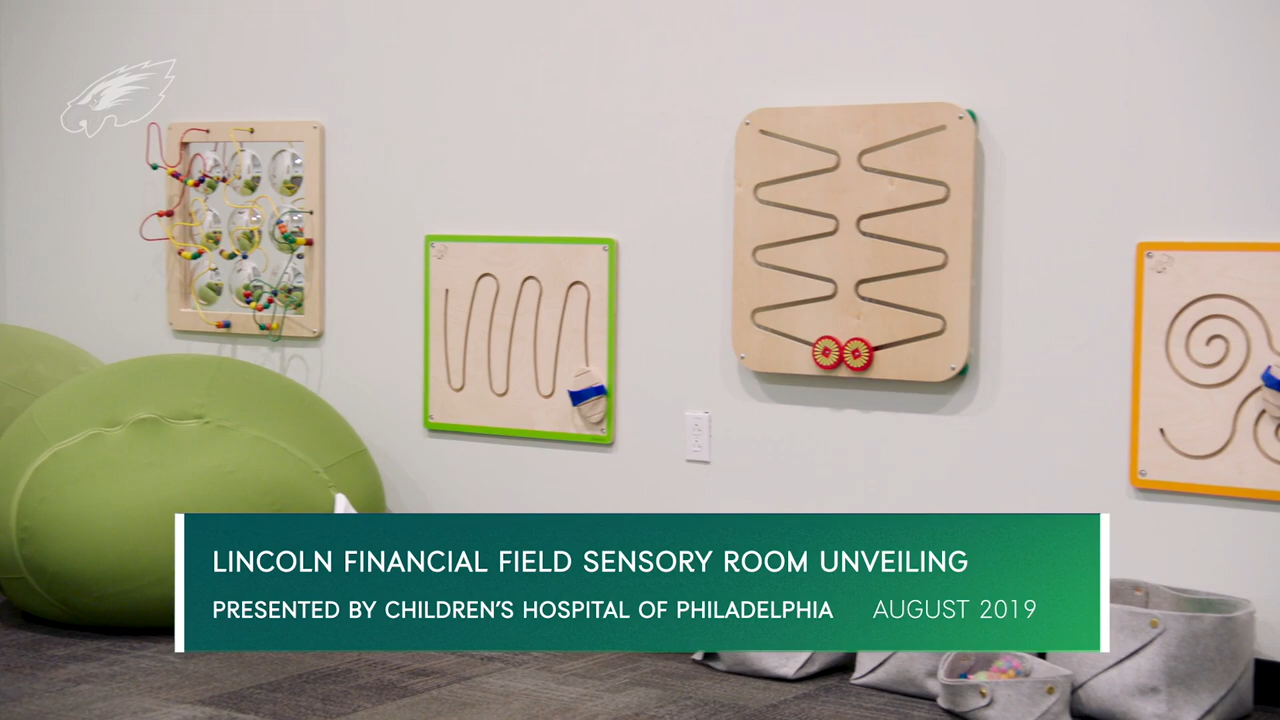 LINCOLN FINANCIAL FIELD SENSORY ROOM UNVEILING
PRESENTED BY CHILDREN'S HOSPITAL OF PHILADELPHIA AUGUST 2019